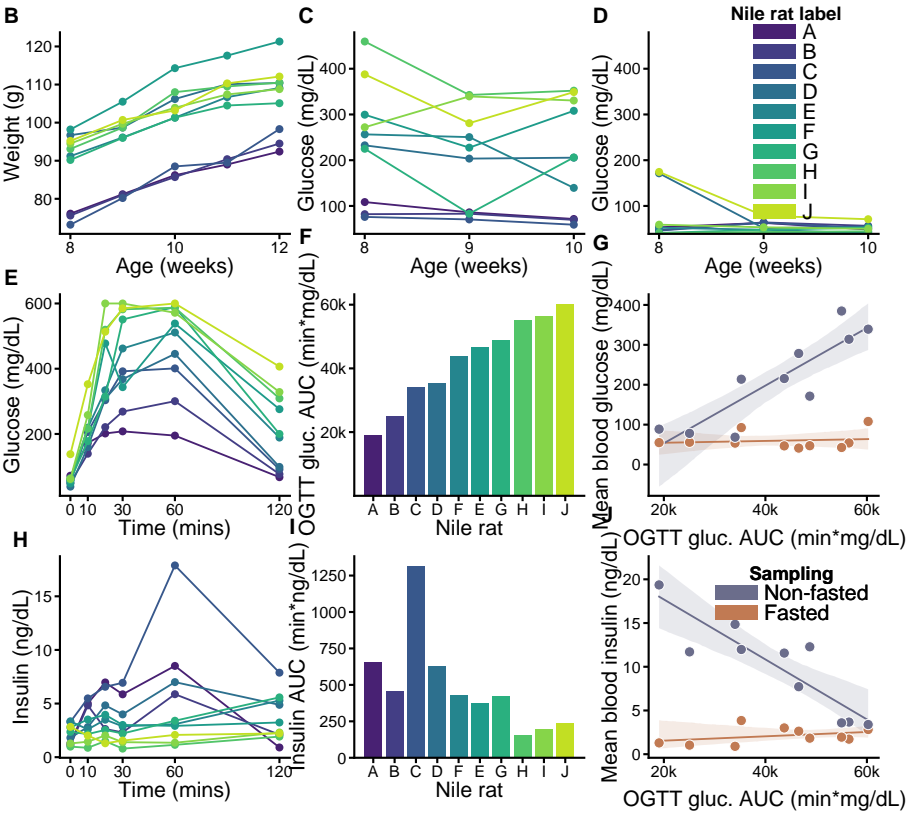 B
Weight (g)
120
110
100
90
80
8
10
12
Age (weeks)
C
Glucose (mg/dL)
400
300
200
100
8
9
10
Age (weeks)
D
Glucose (mg/dL)
400
300
200
100
8
9
10
Age (weeks)
Nile rat label
A
B
C
D
E
F
G
H
I
J
E
Glucose (mg/dL)
600
400
200
0 10 30 60 120
Time (mins)
F
OGTT gluc. AUC (min*mg/dL)
60k
40k
20k
A B C D F E G H I J
Nile rat
G
Mean blood glucose (mg/dL)
400
300
200
100
0
20k 40k 60k
OGTT gluc. AUC (min*mg/dL)
H
Insulin (ng/dL)
15
10
5
0
0 10 30 60 120
Time (mins)
I
Insulin AUC (min*ng/dL)
1250
1000
750
500
250
0
A B C D F E G H I J
Nile rat
J
Mean blood insulin (ng/dL)
20
15
10
5
0
20k 40k 60k
OGTT gluc. AUC (min*mg/dL)
Sampling
Non-fasted
Fasted